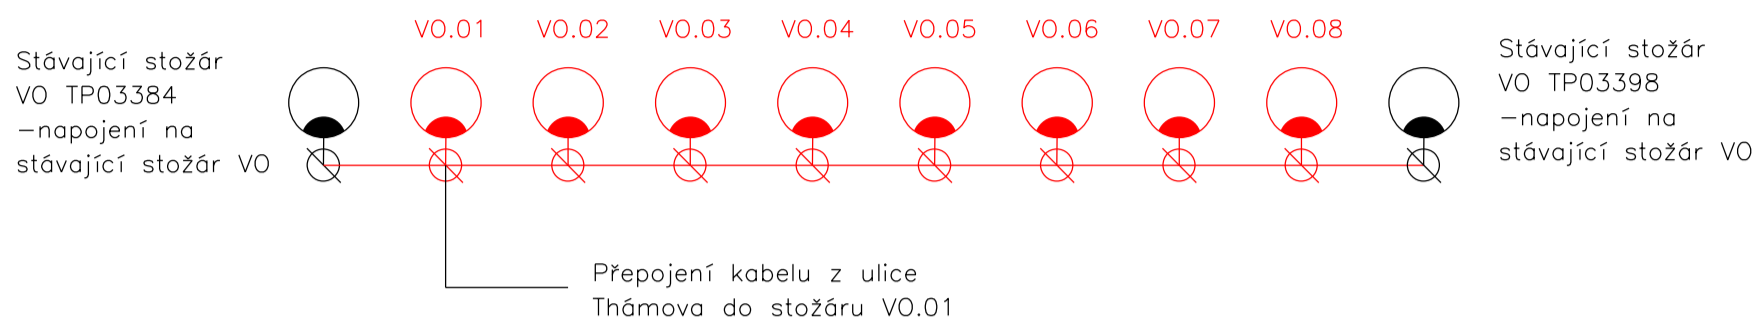 Stávající stožár
VO TP03384
–napojení na
stávající stožár VO
VO.01 VO.02 VO.03 VO.04 VO.05 VO.06 VO.07 VO.08
Stávající stožár
VO TP03398
–napojení na
stávající stožár VO
Přepojení kabelu z ulice
Thámova do stožáru VO.01